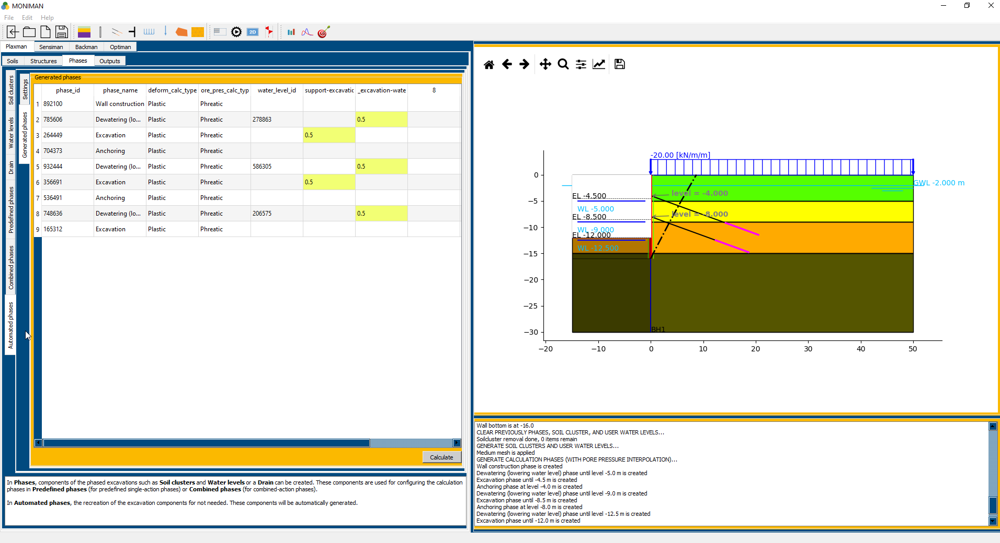 MONIMAN
File Edit Help
2D
Plaxman Sensiman Backman Optiman
Soils Structures Phases Outputs
Soil clusters
Water levels
Drain
Predefined phases
Combined phases
Automated phases
Settings
Generated phases
Generated phases
phase_id phase_name deform_calc_type ore_pres_calc_typ water_level_id support-excavatic _excavation-wate 8
1 892100 Wall construction Plastic Phreatic
2 785606 Dewatering (lo... Plastic Phreatic 278863 0.5
3 264449 Excavation Plastic Phreatic 0.5
4 704373 Anchoring Plastic Phreatic
5 932444 Dewatering (lo... Plastic Phreatic 586305 0.5
6 356691 Excavation Plastic Phreatic 0.5
7 536491 Anchoring Plastic Phreatic
8 748636 Dewatering (lo... Plastic Phreatic 206575 0.5
9 165312 Excavation Plastic Phreatic
Calculate
In Phases, components of the phased excavations such as Soil clusters and Water levels or a Drain can be created. These components are used for configuring the calculation
phases in Predefined phases (for predefined single-action phases) or Combined phases (for combined-action phases).
In Automated phases, the recreation of the excavation components for not needed. These components will be automatically generated.
-20.00 [kN/m/m]
GWL -2.000 m
level = -4.000
level = -8.000
EL -4.500
WL -5.000
EL -8.500
WL -9.000
EL -12.000
WL -12.500
BH1
0
−5
−10
−15
−20
−25
−30
−20 −10 0 10 20 30 40 50
Wall bottom is at -16.0
CLEAR PREVIOUSLY PHASES, SOIL CLUSTER, AND USER WATER LEVELS...
Soilcluster removal done, 0 items remain
GENERATE SOIL CLUSTERS AND USER WATER LEVELS...
Medium mesh is applied
GENERATE CALCULATION PHASES (WITH PORE PRESSURE INTERPOLATION)...
Wall construction phase is created
Dewatering (lowering water level) phase until level -5.0 m is created
Excavation phase until -4.5 m is created
Anchoring phase at level -4.0 m is created
Dewatering (lowering water level) phase until level -9.0 m is created
Excavation phase until -8.5 m is created
Anchoring phase at level -8.0 m is created
Dewatering (lowering water level) phase until level -12.5 m is created
Excavation phase until -12.0 m is created